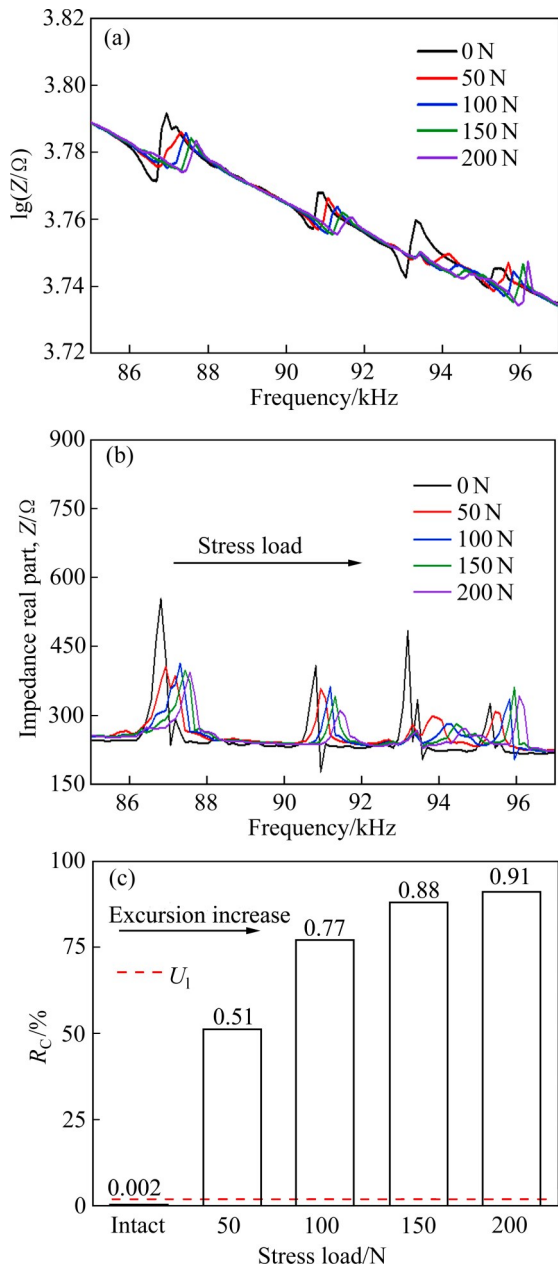 (a)
3.82
3.80
3.78
3.76
3.74
3.72
lg(Z/Ω)
0 N
50 N
100 N
150 N
200 N
86 88 90 92 94 96
Frequency/kHz
(b)
900
750
600
450
300
150
Impedance real part, Z/Ω
0 N
50 N
100 N
150 N
200 N
Stress load
86 88 90 92 94 96
Frequency/kHz
(c)
100
75
50
25
0
R_C/%
Excursion increase
U_l
0.002
0.51
0.77
0.88
0.91
Intact 50 100 150 200
Stress load/N